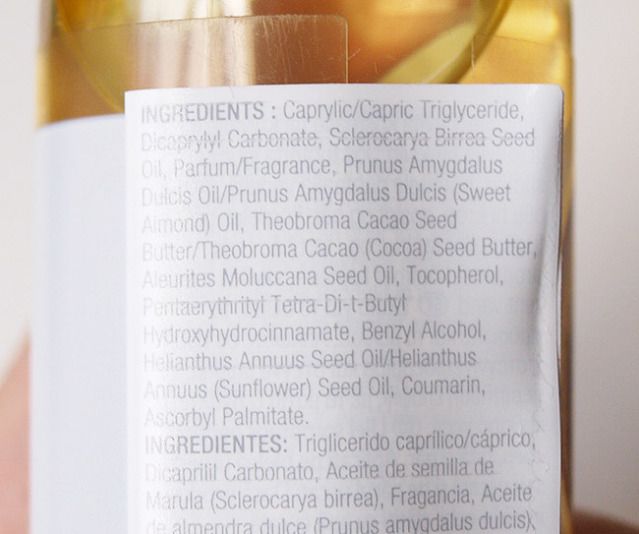 INGREDIENTS : Caprylic/Capric Triglyceride,
Dicaprylyl Carbonate, Sclerocarya Birrea Seed
Oil, Parfum/Fragrance, Prunus Amygdalus
Dulcis Oil/Prunus Amygdalus Dulcis (Sweet
Almond) Oil, Theobroma Cacao Seed
Butter/Theobroma Cacao (Cocoa) Seed Butter,
Aleurites Moluccana Seed Oil, Tocopherol,
Pentaerythrityl Tetra-Di-t-Butyl
Hydroxyhydrocinnamate, Benzyl Alcohol,
Helianthus Annuus Seed Oil/Helianthus
Annuus (Sunflower) Seed Oil, Coumarin,
Ascorbyl Palmitate.
INGREDIENTES: Triglicerido caprílico/cáprico,
Dicaprilil Carbonato, Aceite de semilla de
Marula (Sclerocarya birrea), Fragancia, Aceite
de almendra dulce (Prunus amygdalus dulcis),